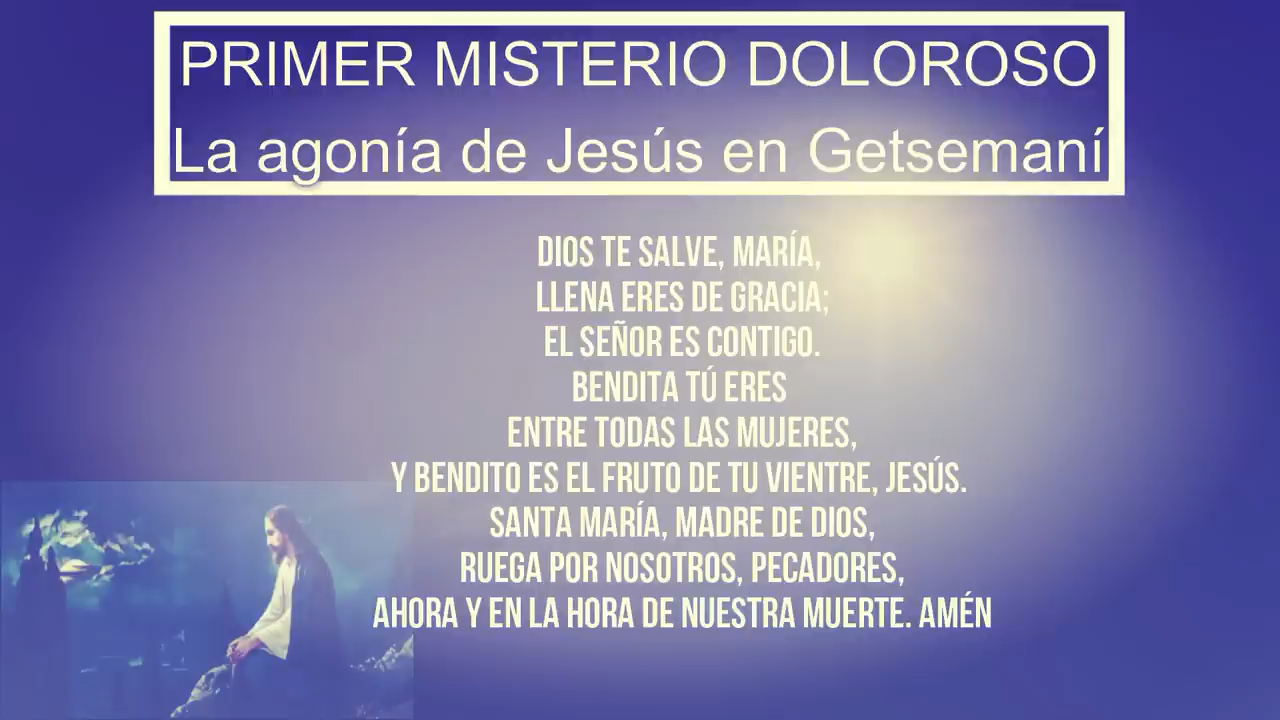 PRIMER MISTERIO DOLOROSO
La agonía de Jesús en Getsemaní
DIOS TE SALVE, MARÍA,
LLENA ERES DE GRACIA;
EL SEÑOR ES CONTIGO.
BENDITA TÚ ERES
ENTRE TODAS LAS MUJERES,
Y BENDITO ES EL FRUTO DE TU VIENTRE, JESÚS.
SANTA MARÍA, MADRE DE DIOS,
RUEGA POR NOSOTROS, PECADORES,
AHORA Y EN LA HORA DE NUESTRA MUERTE. AMÉN